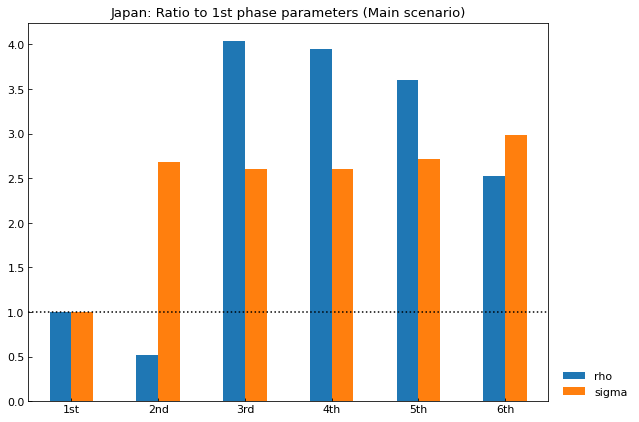 Japan: Ratio to 1st phase parameters (Main scenario)
4.0
3.5
3.0
2.5
2.0
1.5
1.0
0.5
0.0
1st 2nd 3rd 4th 5th 6th
rho
sigma